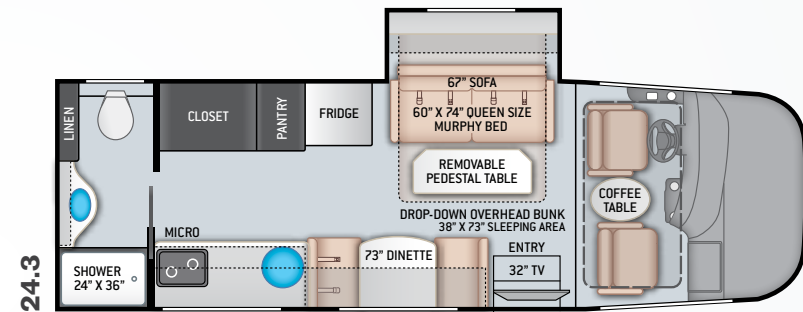 24.3
LINEN
CLOSET
PANTRY
FRIDGE
67" SOFA
60" X 74" QUEEN SIZE
MURPHY BED
REMOVABLE
PEDESTAL TABLE
COFFEE
TABLE
DROP-DOWN OVERHEAD BUNK
38" X 73" SLEEPING AREA
MICRO
ENTRY
73" DINETTE
32" TV
SHOWER
24" X 36"